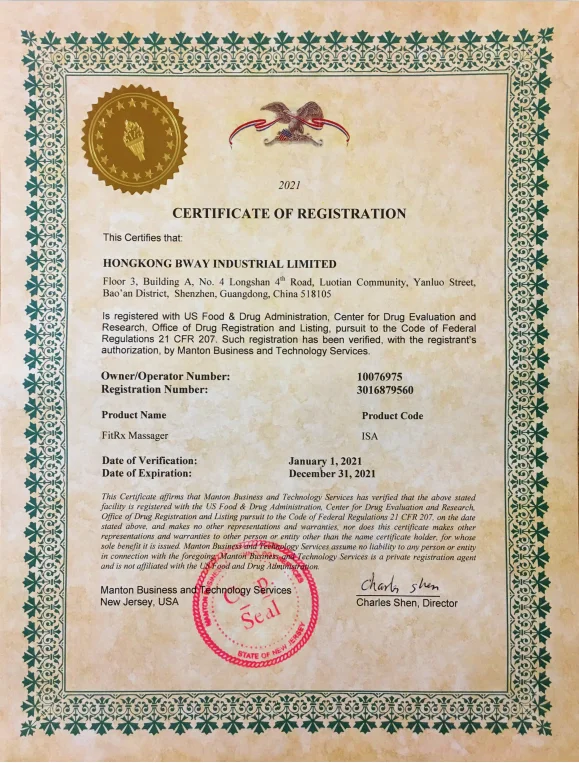 2021
CERTIFICATE OF REGISTRATION
This Certifies that:
HONGKONG BWAY INDUSTRIAL LIMITED
Floor 3, Building A, No. 4 Longshan 4th Road, Luotian Community, Yanluo Street,
Bao'an District, Shenzhen, Guangdong, China 518105
Is registered with US Food & Drug Administration, Center for Drug Evaluation and
Research, Office of Drug Registration and Listing, pursuant to the Code of Federal
Regulations 21 CFR 207. Such registration has been verified, with the registrant's
authorization, by Manton Business and Technology Services.
Owner/Operator Number: 10076975
Registration Number: 3016879560
Product Name Product Code
FitRx Massager ISA
Date of Verification: January 1, 2021
Date of Expiration: December 31, 2021
This Certificate affirms that Manton Business and Technology Services has verified that the above stated
facility is registered with the US Food & Drug Administration, Center for Drug Evaluation and Research,
Office of Drug Registration and Listing pursuit to the Code of Federal Regulations 21 CFR 207, on the date
stated above, and makes no other representations and warranties, nor does this certificate make other
representations and warranties to other person or entity other than the name certificate holder, for whose
sole benefit it is issued. Manton Business and Technology Services assume no liability to any person or entity
in connection with the foregoing Manton Business and Technology Services is a private registration agent
and is not affiliated with the US Food and Drug Administration.
Manton Business and Technology Services
New Jersey, USA
Charles Shen
Charles Shen, Director
MANTON BUSINESS
Corp.
Seal
STATE OF NEW JERSEY